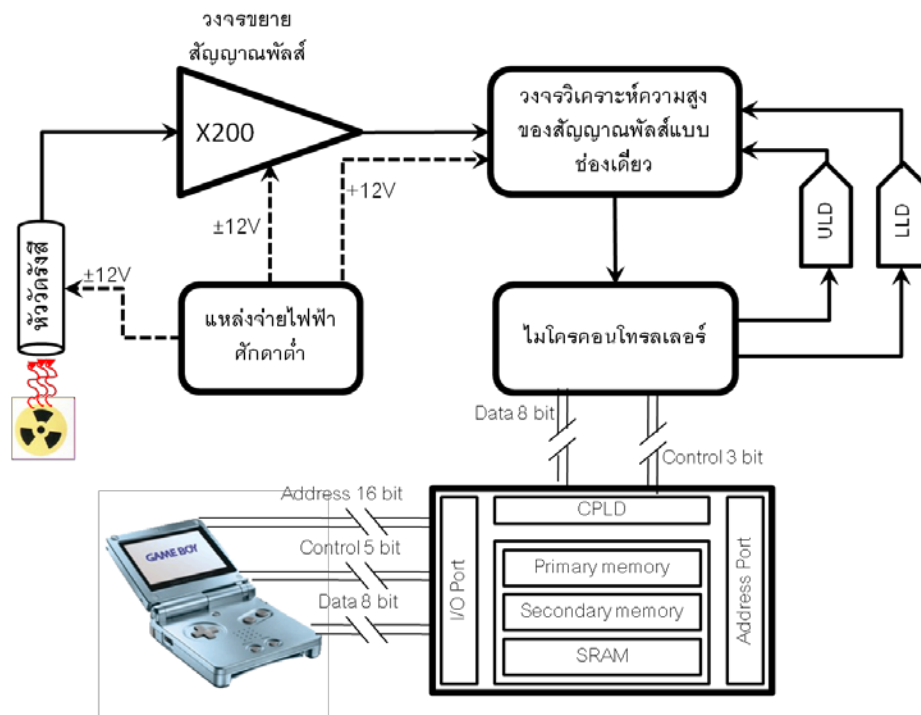 วงจรขยาย
สัญญาณพัลส์
X200
วงจรวิเคราะห์ความสูง
ของสัญญาณพัลส์แบบ
ช่องเดียว
ULD
LLD
+12V
±12V
±12V
หัววัดรังสี
แหล่งจ่ายไฟฟ้า
ศักดาต่ำ
ไมโครคอนโทรลเลอร์
Data 8 bit
Control 3 bit
Address 16 bit
Control 5 bit
Data 8 bit
GAME BOY
I/O Port
CPLD
Primary memory
Secondary memory
SRAM
Address Port